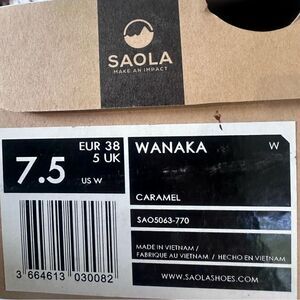 SAOLA
MAKE AN IMPACT
EUR 38
5 UK
7.5
US W
WANAKA
W
CARAMEL
SAO5063-770
MADE IN VIETNAM /
FABRIQUE AU VIETNAM / HECHO EN VIETNAM
3 664613 030082
WWW.SAOLASHOES.COM